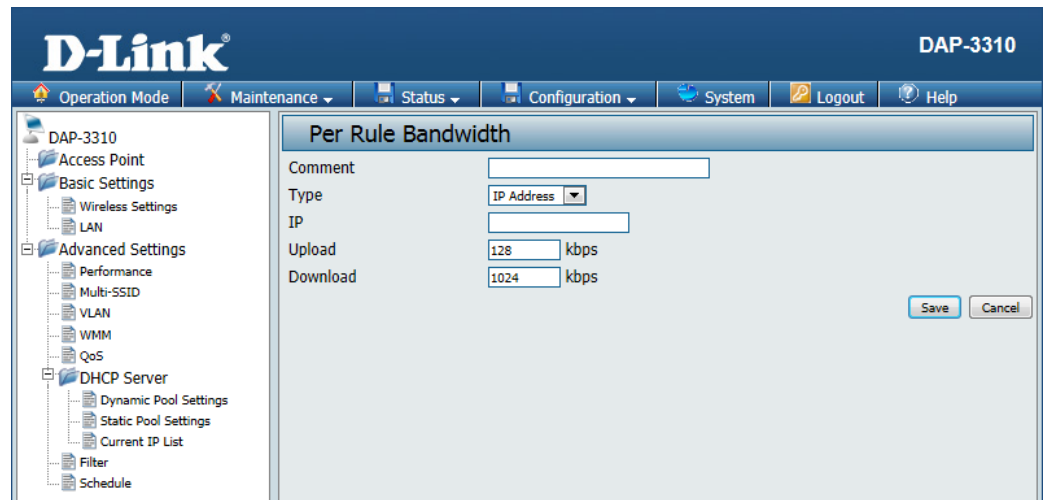 D-Link®
DAP-3310
Operation Mode
Maintenance
Status
Configuration
System
Logout
Help
DAP-3310
Access Point
Basic Settings
Wireless Settings
LAN
Advanced Settings
Performance
Multi-SSID
VLAN
WMM
QoS
DHCP Server
Dynamic Pool Settings
Static Pool Settings
Current IP List
Filter
Schedule
Per Rule Bandwidth
Comment
Type IP Address
IP
Upload 128 kbps
Download 1024 kbps
Save Cancel